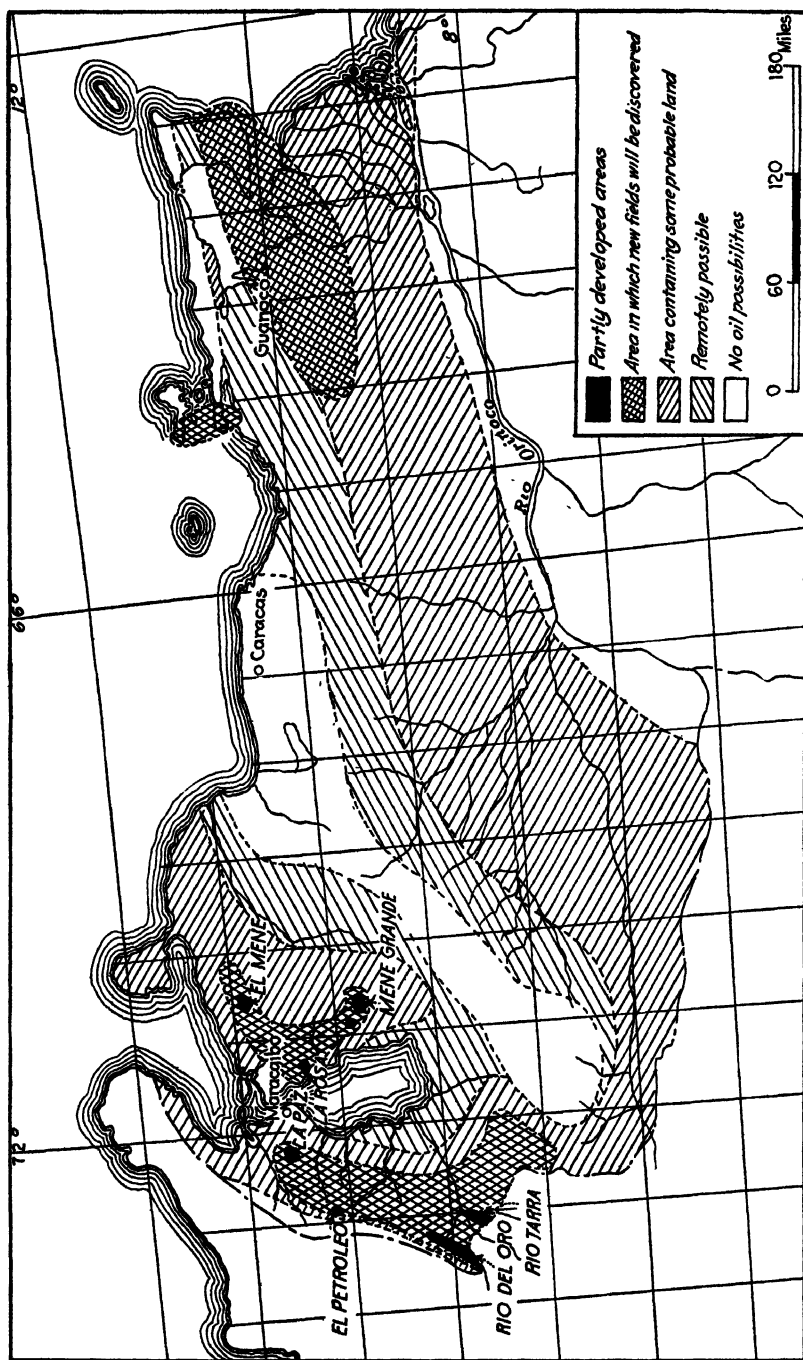 72°
66°
12°
8°
Maracaibo
LA PAZ
LA ROSA
EL MENE
MENE GRANDE
EL PETROLEO
RIO DEL ORO
RIO TARRA
Caracas
Guanoco
Rio Orinoco
Partly developed areas
Area in which new fields will be discovered
Area containing some probable land
Remotely possible
No oil possibilities
0 60 120 180
Miles